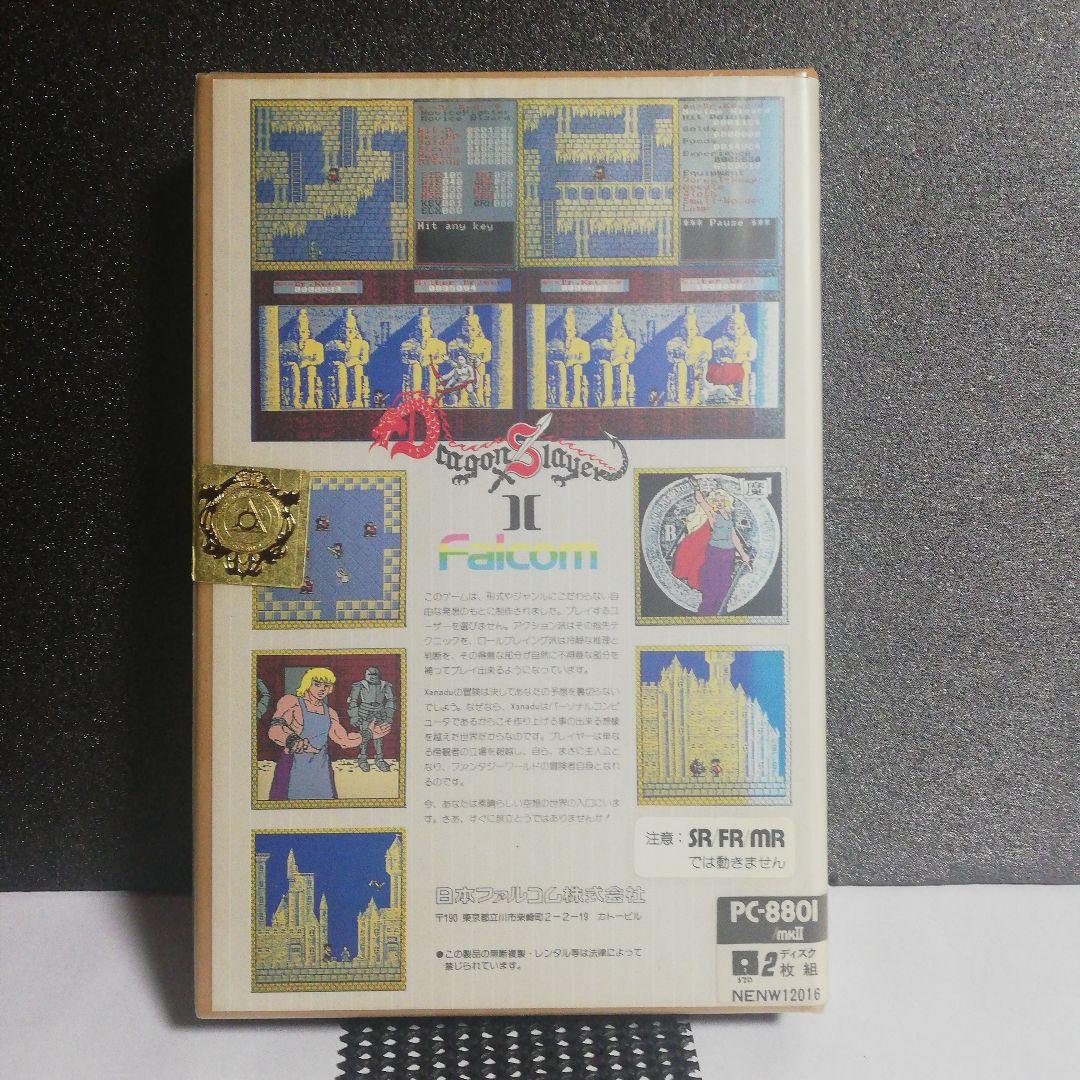 Hit any key
Hit Points
Golds
Foods
Experience
Equipment
*** Pause ***
Dragon Slayer
II
Falcom
魔
このゲームは、形式やジャンルにこだわらない自
由な発想のもとに制作されました。プレイするユ
ーザーを選びません。アクション派はその指先テ
クニックを、ロールプレイング派は冷静な推理と
判断を、その得意な部分が自然に不得意な部分を
補ってプレイ出来るようになっています。
Xanaduの冒険は決してあなたの予想を裏切らない
でしょう。なぜなら、Xanaduはパーソナルコンピ
ュータであるからこそ作り上げる事の出来る想像
を越えた世界だからなのです。プレイヤーは単な
る傍観者の立場を超越し、自ら、まさに主人公と
なり、ファンタジーワールドの冒険者自身となれ
るのです。
今、あなたは素晴らしい空想の世界の入口にいま
す。さあ、すぐに旅立とうではありませんか！
注意：SR/FR/MR
では動きません
日本ファルコム株式会社
〒190 東京都立川市柴崎町2－2－19 カトービル
●この製品の無断複製・レンタル等は法律によって
禁じられています。
PC-8801
/mkII
ディスク
2枚組
NENW12016